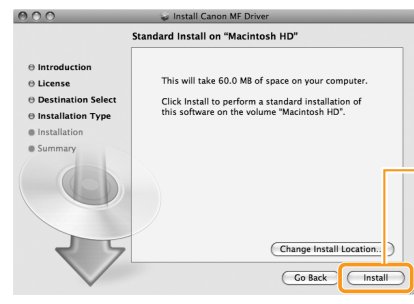 Install Canon MF Driver
Standard Install on “Macintosh HD”
Introduction
License
Destination Select
Installation Type
Installation
Summary
This will take 60.0 MB of space on your computer.
Click Install to perform a standard installation of
this software on the volume “Macintosh HD”.
Change Install Location...
Go Back
Install